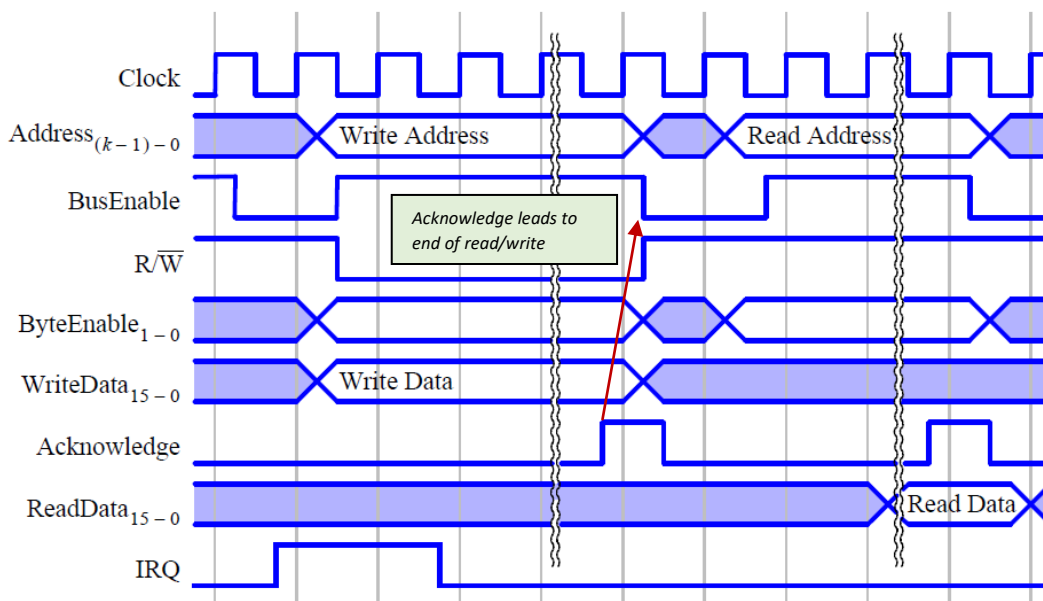 Clock
Address(k−1)−0
Write Address
Read Address
BusEnable
Acknowledge leads to
end of read/write
R/W̅
ByteEnable1−0
WriteData15−0
Write Data
Acknowledge
ReadData15−0
Read Data
IRQ